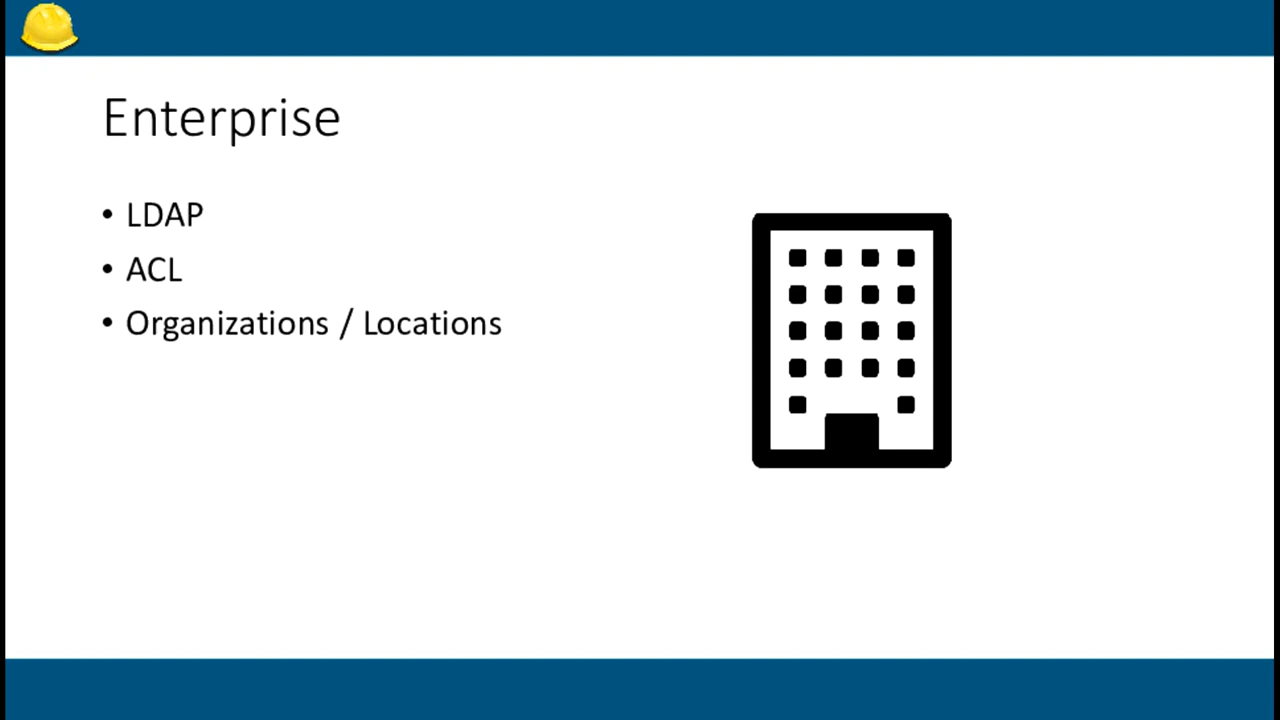 Enterprise
• LDAP
• ACL
• Organizations / Locations